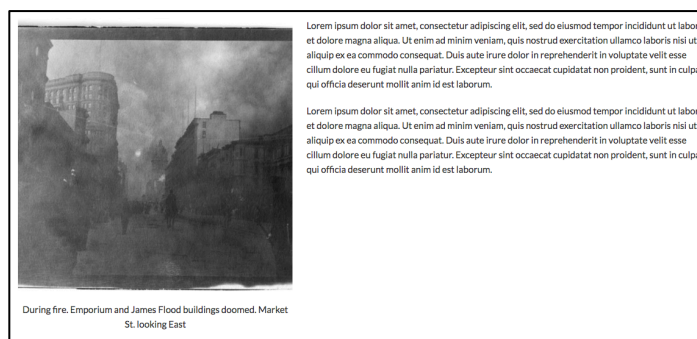 Lorem ipsum dolor sit amet, consectetur adipiscing elit, sed do eiusmod tempor incididunt ut labor
et dolore magna aliqua. Ut enim ad minim veniam, quis nostrud exercitation ullamco laboris nisi ut
aliquip ex ea commodo consequat. Duis aute irure dolor in reprehenderit in voluptate velit esse
cillum dolore eu fugiat nulla pariatur. Excepteur sint occaecat cupidatat non proident, sunt in culpa
qui officia deserunt mollit anim id est laborum.
Lorem ipsum dolor sit amet, consectetur adipiscing elit, sed do eiusmod tempor incididunt ut labor
et dolore magna aliqua. Ut enim ad minim veniam, quis nostrud exercitation ullamco laboris nisi ut
aliquip ex ea commodo consequat. Duis aute irure dolor in reprehenderit in voluptate velit esse
cillum dolore eu fugiat nulla pariatur. Excepteur sint occaecat cupidatat non proident, sunt in culpa
qui officia deserunt mollit anim id est laborum.
During fire. Emporium and James Flood buildings doomed. Market
St. looking East